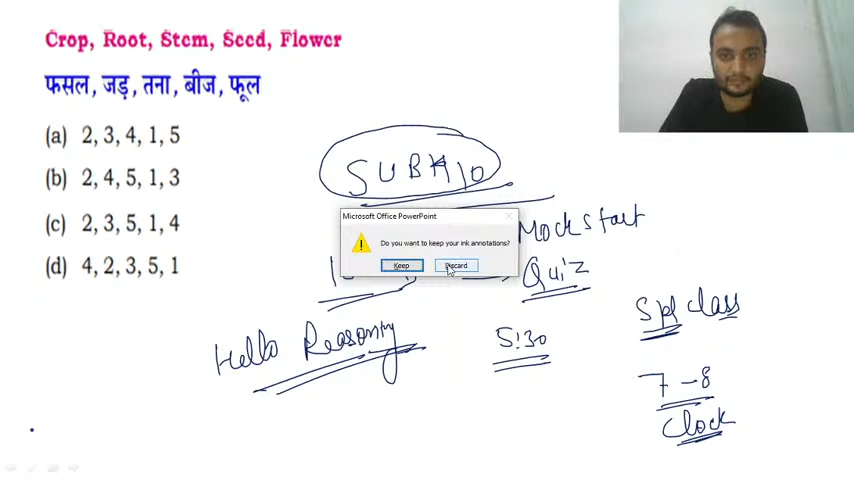 Crop, Root, Stem, Seed, Flower
फसल, जड़, तना, बीज, फूल
(a) 2, 3, 4, 1, 5
(b) 2, 4, 5, 1, 3
(c) 2, 3, 5, 1, 4
(d) 4, 2, 3, 5, 1
SUBH10
Microsoft Office PowerPoint
Do you want to keep your ink annotations?
Keep
Discard
Mock start
Quiz
Hello Reasoning
5:30
Spl class
7-8
Clock